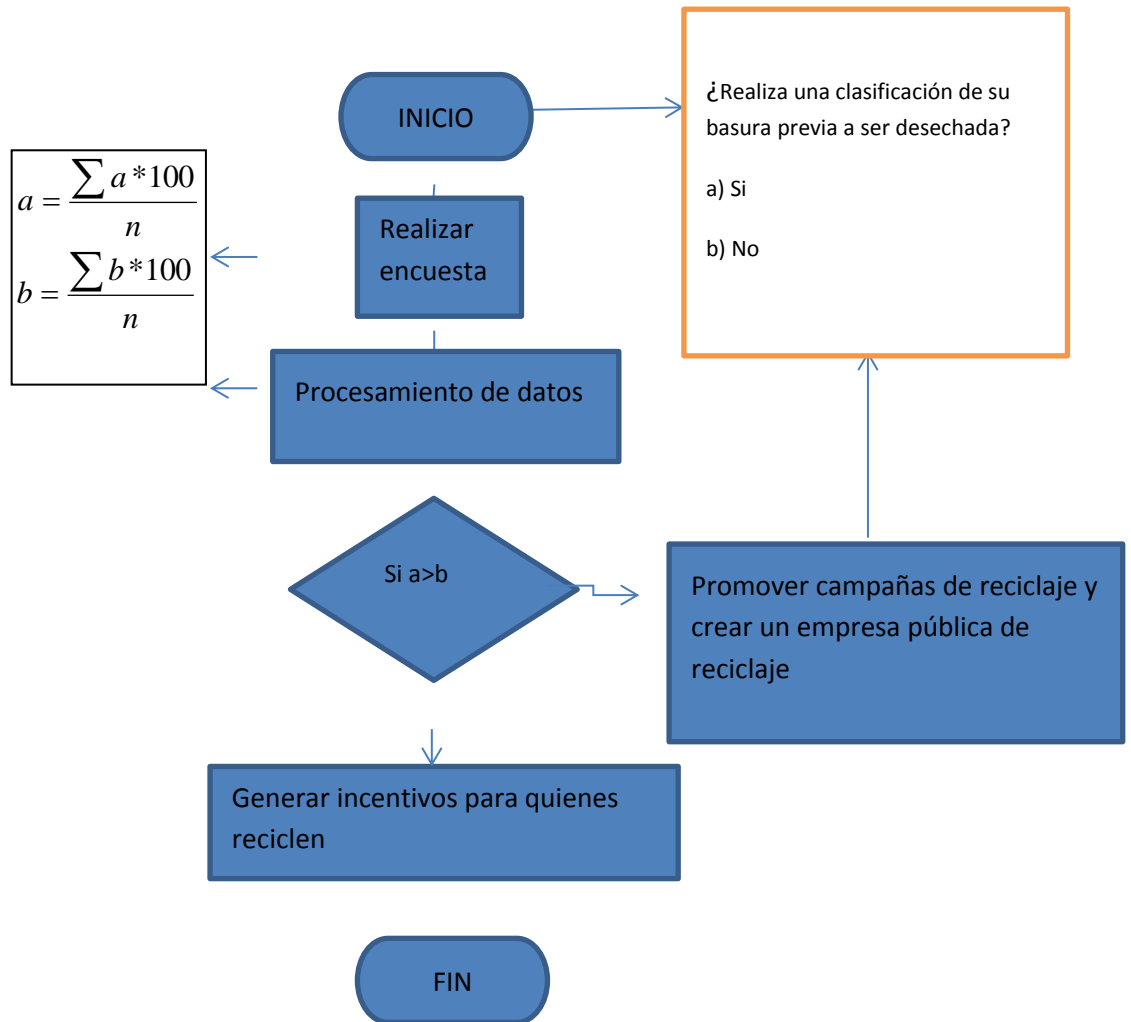 INICIO
¿Realiza una clasificación de su
basura previa a ser desechada?
a) Si
b) No
a = ∑ a * 100 / n
b = ∑ b * 100 / n
Realizar
encuesta
Procesamiento de datos
Si a>b
Promover campañas de reciclaje y
crear un empresa pública de
reciclaje
Generar incentivos para quienes
reciclen
FIN